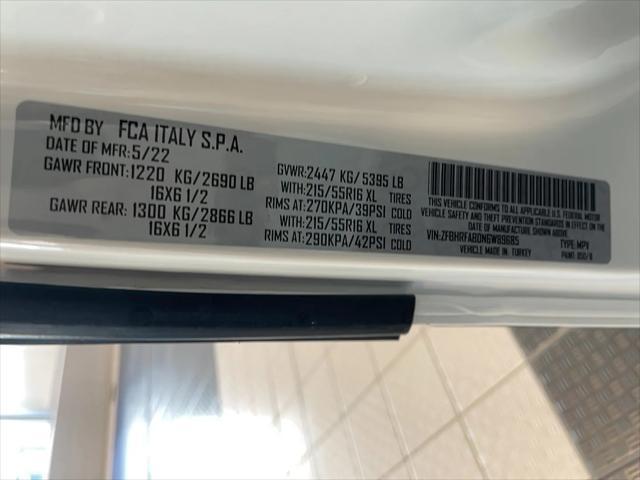 MFD BY FCA ITALY S.P.A.
DATE OF MFR:5/22
GAWR FRONT:1220 KG/2690 LB
16X6 1/2
GAWR REAR: 1300 KG/2866 LB
16X6 1/2
GVWR:2447 KG/ 5395 LB
WITH:215/55R16 XL TIRES
RIMS AT:270KPA/39PSI COLD
WITH:215/55R16 XL TIRES
RIMS AT:290KPA/42PSI COLD
THIS VEHICLE CONFORMS TO ALL APPLICABLE U.S. FEDERAL MOTOR
VEHICLE SAFETY AND THEFT PREVENTION STANDARDS IN EFFECT ON THE
DATE OF MANUFACTURE SHOWN ABOVE.
VIN:ZFBHRFAB0N6W89685 TYPE: MPV
VEHICLE MADE IN: TURKEY PAINT: